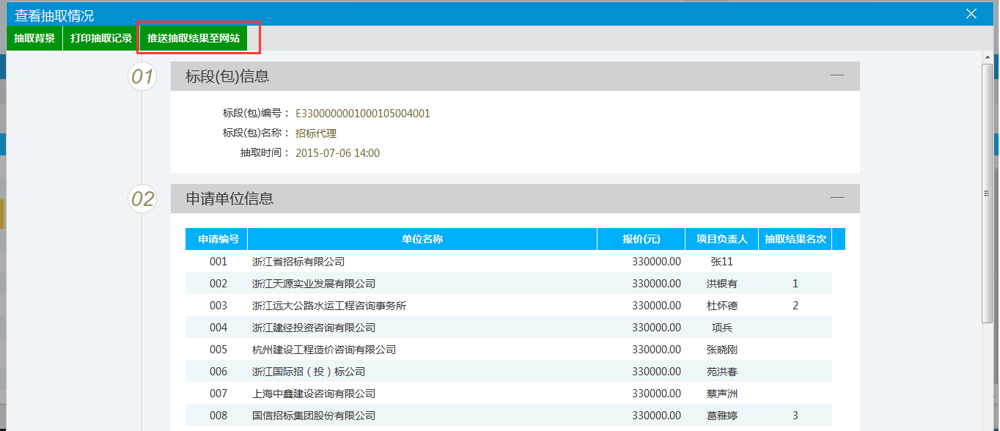 查看抽取情况
抽取背景 打印抽取记录 推送抽取结果至网站
01 标段(包)信息
标段(包)编号： E3300000001000105004001
标段(包)名称： 招标代理
抽取时间： 2015-07-06 14:00
02 申请单位信息
申请编号 单位名称 报价(元) 项目负责人 抽取结果名次
001 浙江省招标有限公司 330000.00 张11
002 浙江天源实业发展有限公司 330000.00 洪银有 1
003 浙江远大公路水运工程咨询事务所 330000.00 杜怀德 2
004 浙江建经投资咨询有限公司 330000.00 项兵
005 杭州建设工程造价咨询有限公司 330000.00 张晓刚
006 浙江国际招（投）标公司 330000.00 苑洪春
007 上海中鑫建设咨询有限公司 330000.00 蔡声洲
008 国信招标集团股份有限公司 330000.00 葛雅婷 3